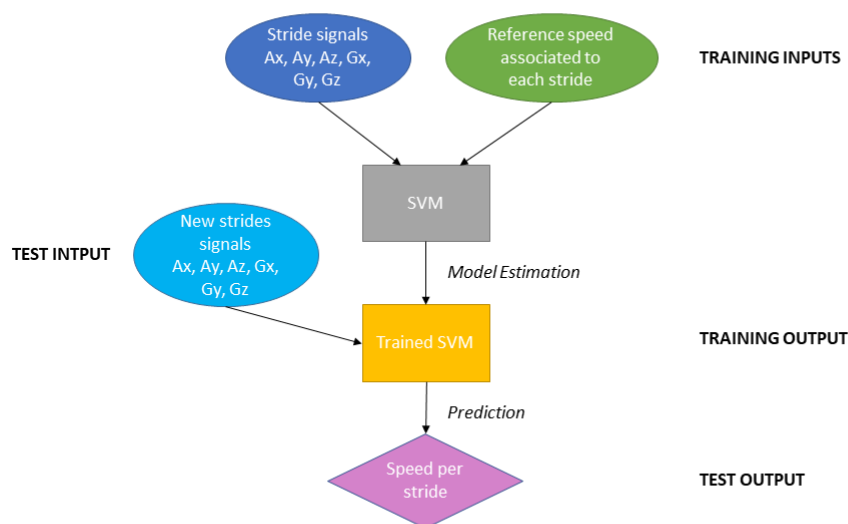 Stride signals
Ax, Ay, Az, Gx,
Gy, Gz
Reference speed
associated to
each stride
TRAINING INPUTS
SVM
TEST INTPUT
New strides
signals
Ax, Ay, Az, Gx,
Gy, Gz
Model Estimation
Trained SVM
TRAINING OUTPUT
Prediction
Speed per
stride
TEST OUTPUT